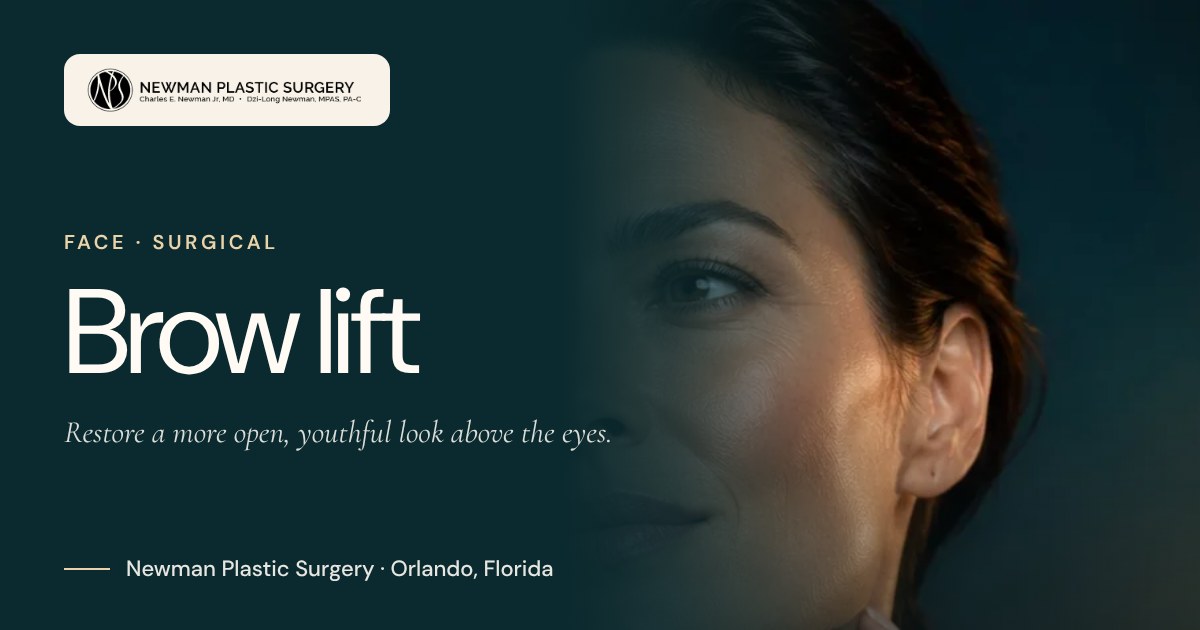 NPS
NEWMAN PLASTIC SURGERY
Charles E. Newman Jr, MD • Dzi-Long Newman, MPAS, PA-C
FACE · SURGICAL
Brow lift
Restore a more open, youthful look above the eyes.
Newman Plastic Surgery · Orlando, Florida